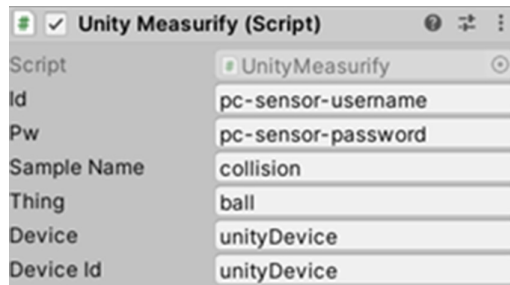 Unity Measurify (Script)
Script UnityMeasurify
Id pc-sensor-username
Pw pc-sensor-password
Sample Name collision
Thing ball
Device unityDevice
Device Id unityDevice